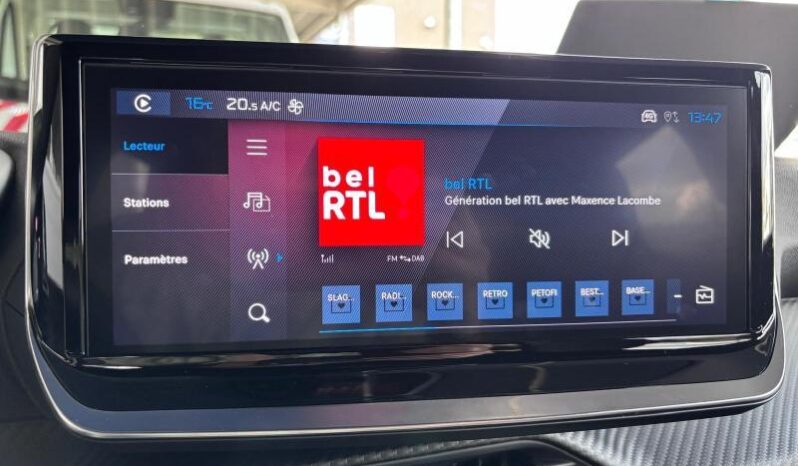 16°C 20.5 A/C
13:47
Lecteur
Stations
Paramètres
bel
RTL
bel RTL
Génération bel RTL avec Maxence Lacombe
FM DAB
SLAG... RADI... ROCK... RETRO PETOFI BEST... BASE...